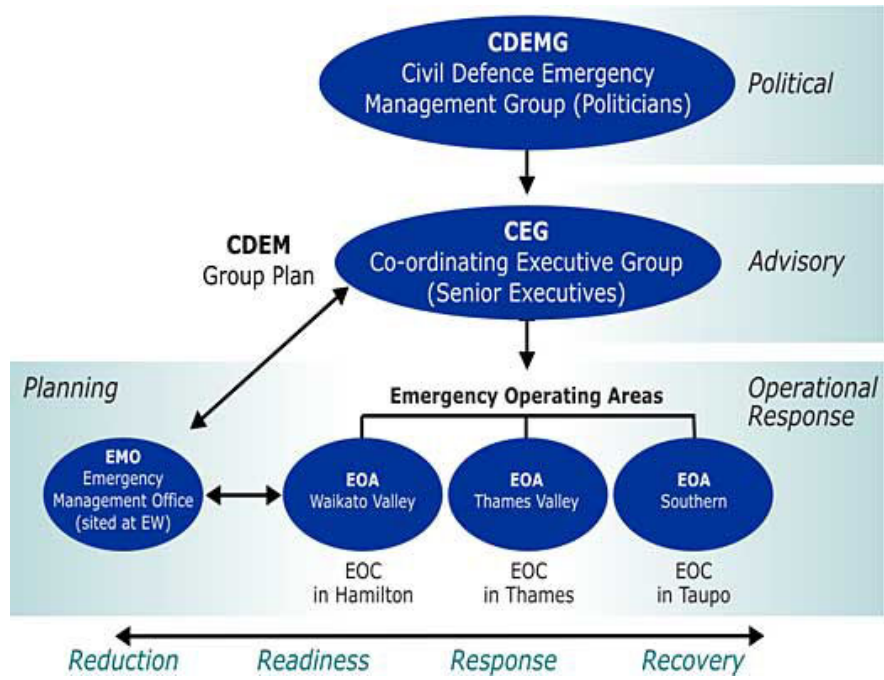 CDEMG
Civil Defence Emergency
Management Group (Politicians)
Political
CEG
Co-ordinating Executive Group
(Senior Executives)
Advisory
CDEM
Group Plan
Planning
Operational
Response
Emergency Operating Areas
EMO
Emergency
Management Office
(sited at EW)
EOA
Waikato Valley
EOA
Thames Valley
EOA
Southern
EOC
in Hamilton
EOC
in Thames
EOC
in Taupo
Reduction
Readiness
Response
Recovery